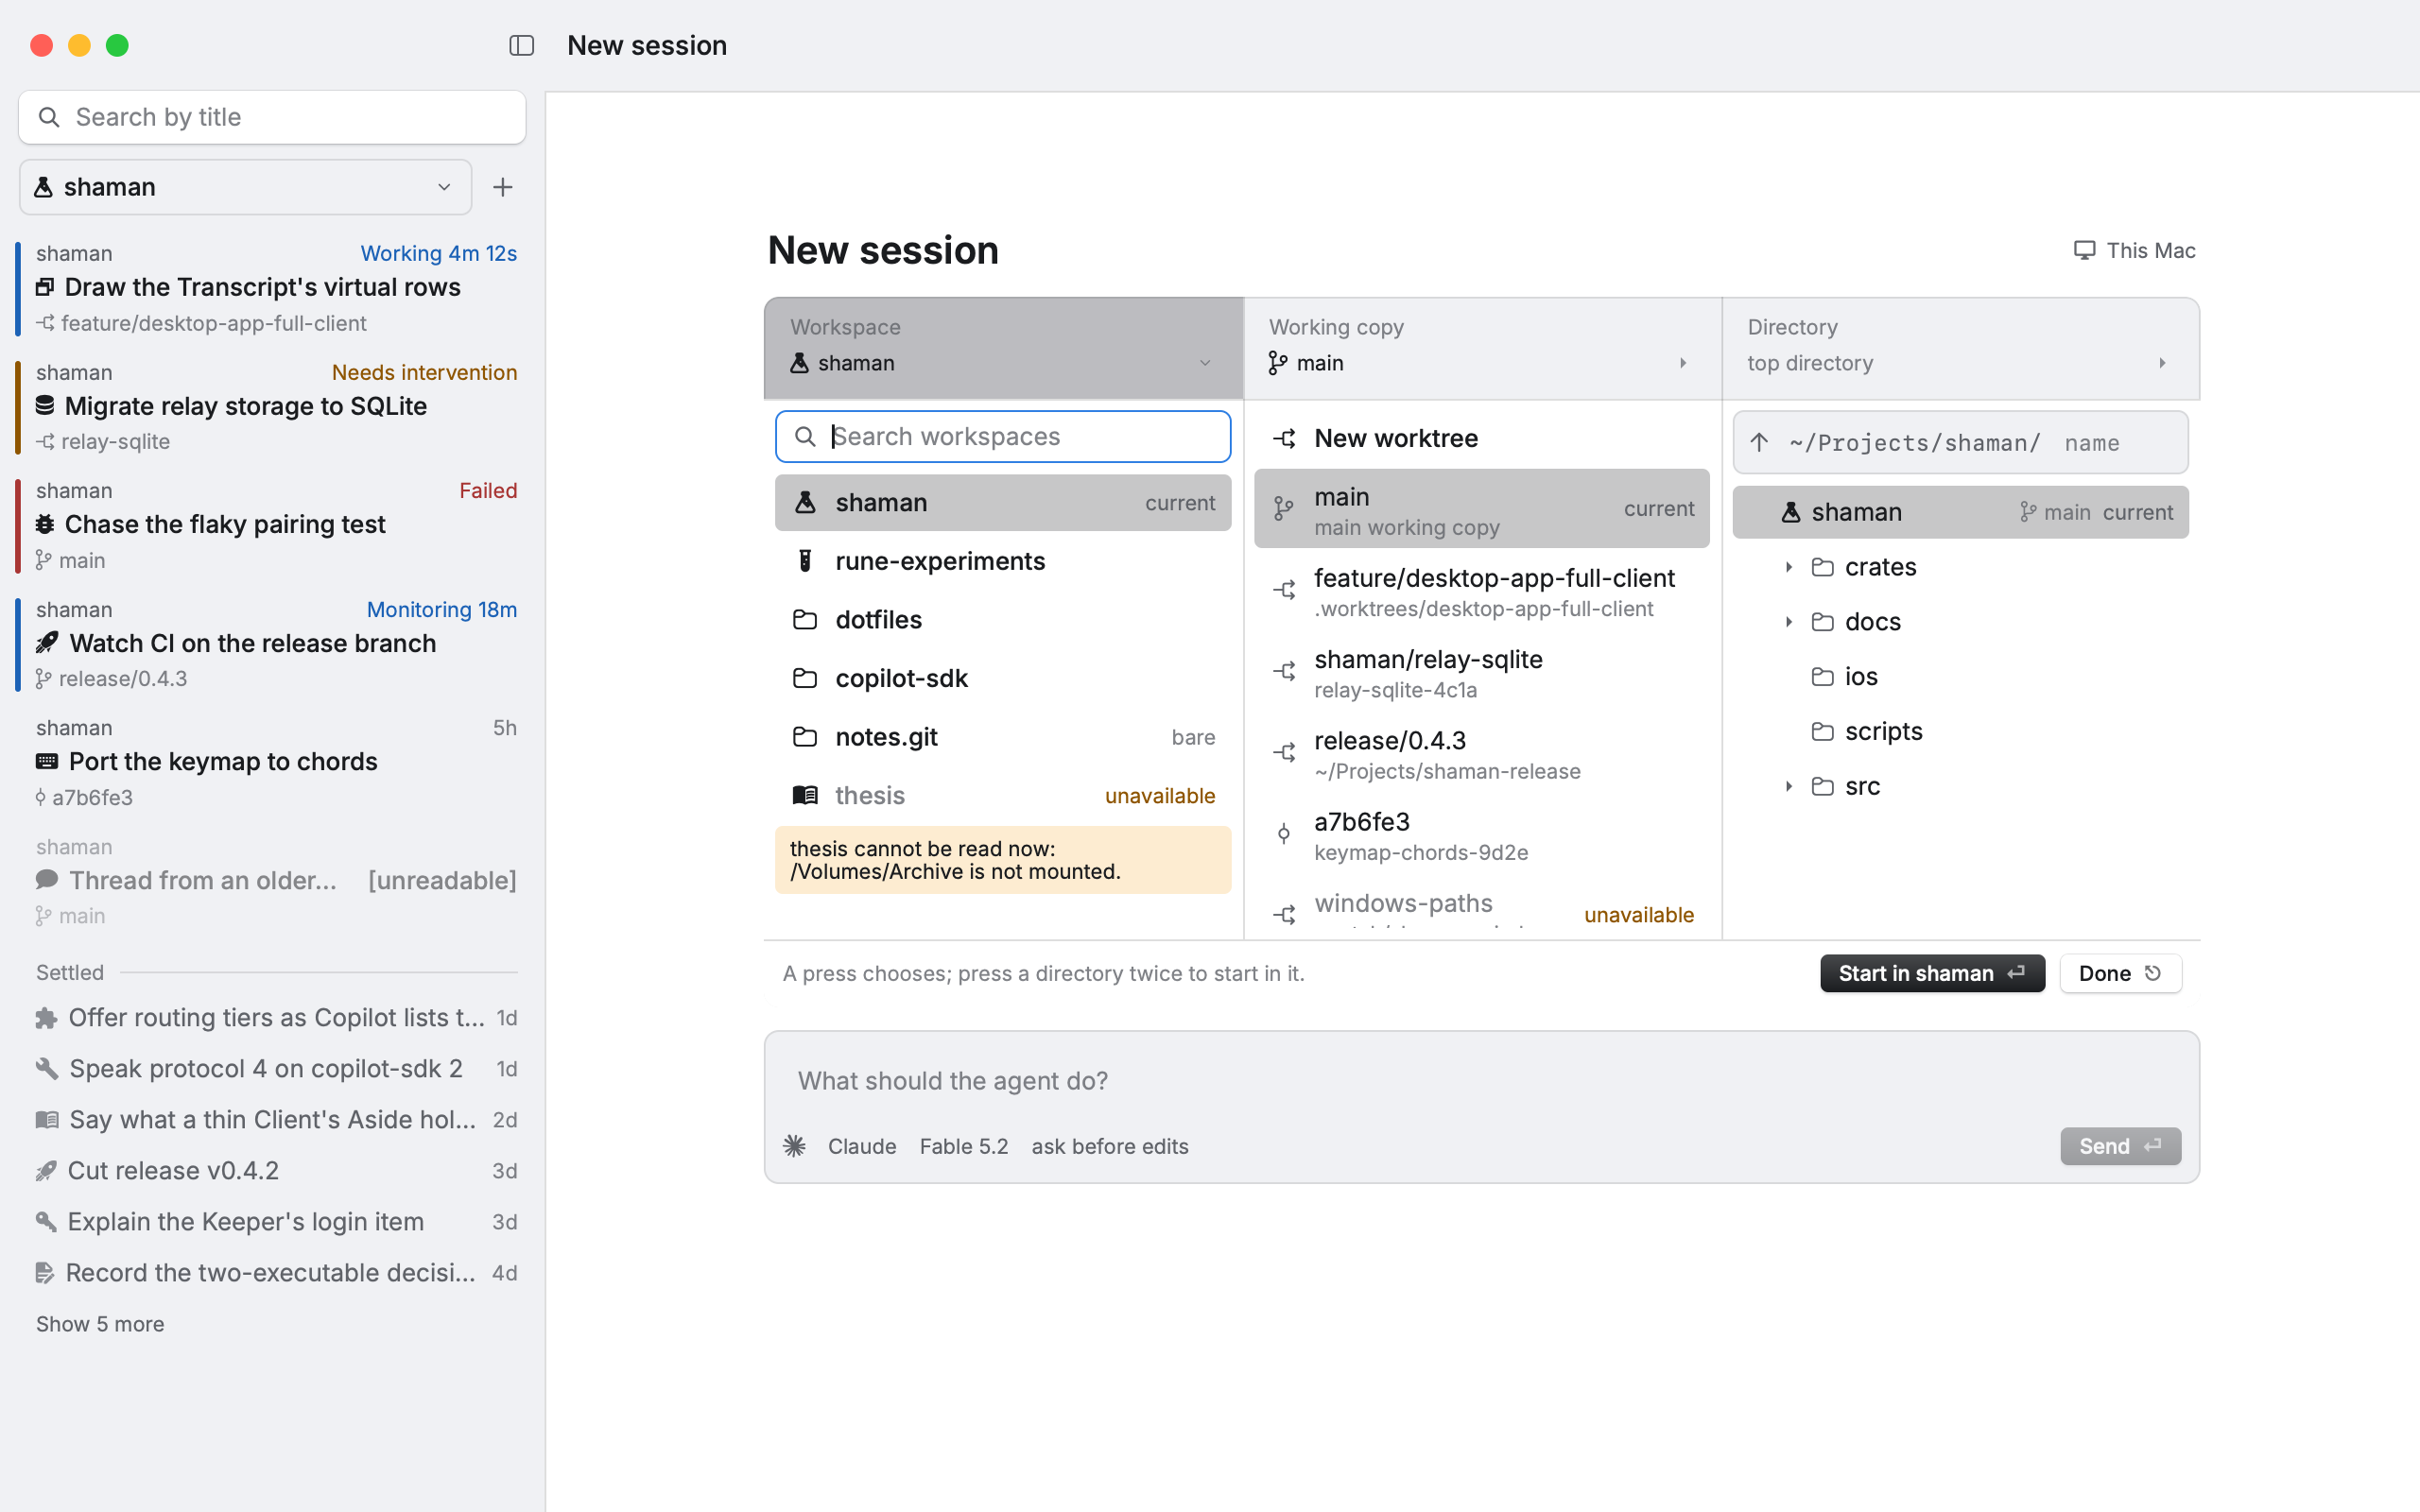 New session
Search by title
shaman
shaman Working 4m 12s
Draw the Transcript's virtual rows
feature/desktop-app-full-client
shaman Needs intervention
Migrate relay storage to SQLite
relay-sqlite
shaman Failed
Chase the flaky pairing test
main
shaman Monitoring 18m
Watch CI on the release branch
release/0.4.3
shaman 5h
Port the keymap to chords
a7b6fe3
shaman
Thread from an older... [unreadable]
main
Settled
Offer routing tiers as Copilot lists t... 1d
Speak protocol 4 on copilot-sdk 2 1d
Say what a thin Client's Aside hol... 2d
Cut release v0.4.2 3d
Explain the Keeper's login item 3d
Record the two-executable decisi... 4d
Show 5 more
New session
This Mac
Workspace
shaman
Search workspaces
shaman current
rune-experiments
dotfiles
copilot-sdk
notes.git bare
thesis unavailable
thesis cannot be read now:
/Volumes/Archive is not mounted.
Working copy
main
New worktree
main
main working copy
current
feature/desktop-app-full-client
.worktrees/desktop-app-full-client
shaman/relay-sqlite
relay-sqlite-4c1a
release/0.4.3
~/Projects/shaman-release
a7b6fe3
keymap-chords-9d2e
windows-paths
unavailable
Directory
top directory
~/Projects/shaman/ name
shaman main current
crates
docs
ios
scripts
src
A press chooses; press a directory twice to start in it.
Start in shaman
Done
What should the agent do?
Claude Fable 5.2 ask before edits
Send